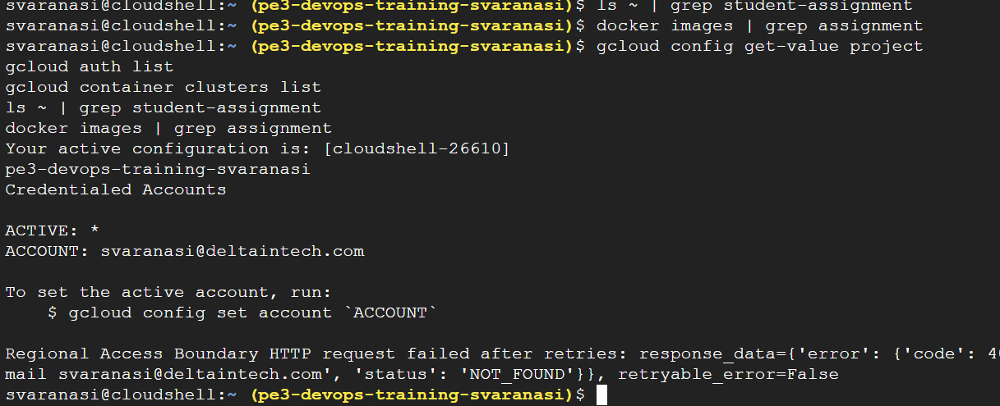 svaranasi@cloudshell:~ (pe3-devops-training-svaranasi)$ ls ~ | grep student-assignment
svaranasi@cloudshell:~ (pe3-devops-training-svaranasi)$ docker images | grep assignment
svaranasi@cloudshell:~ (pe3-devops-training-svaranasi)$ gcloud config get-value project
gcloud auth list
gcloud container clusters list
ls ~ | grep student-assignment
docker images | grep assignment
Your active configuration is: [cloudshell-26610]
pe3-devops-training-svaranasi
Credentialed Accounts

ACTIVE: *
ACCOUNT: svaranasi@deltaintech.com

To set the active account, run:
    $ gcloud config set account `ACCOUNT`

Regional Access Boundary HTTP request failed after retries: response_data={'error': {'code': 4
mail svaranasi@deltaintech.com', 'status': 'NOT_FOUND'}}, retryable_error=False
svaranasi@cloudshell:~ (pe3-devops-training-svaranasi)$